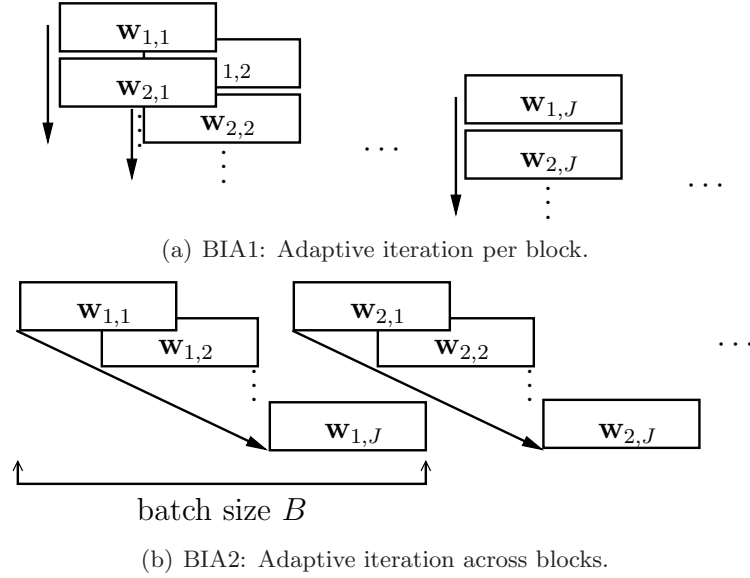 w1,1
1,2
w2,1
w2,2
w1,J
w2,J
. . .
. . .
(a) BIA1: Adaptive iteration per block.
w1,1
w1,2
w1,J
w2,1
w2,2
w2,J
. . .
batch size B
(b) BIA2: Adaptive iteration across blocks.